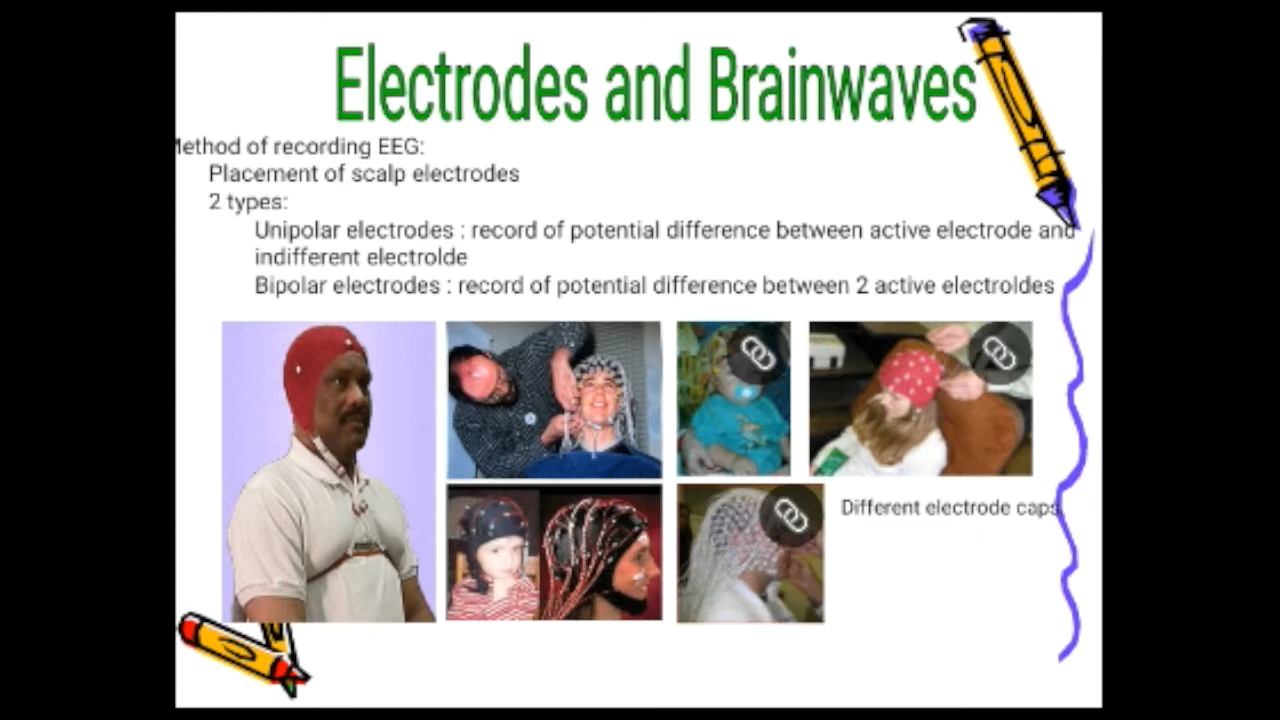 Electrodes and Brainwaves
Method of recording EEG:
Placement of scalp electrodes
2 types:
Unipolar electrodes : record of potential difference between active electrode and
indifferent electrolde
Bipolar electrodes : record of potential difference between 2 active electroldes
Different electrode caps